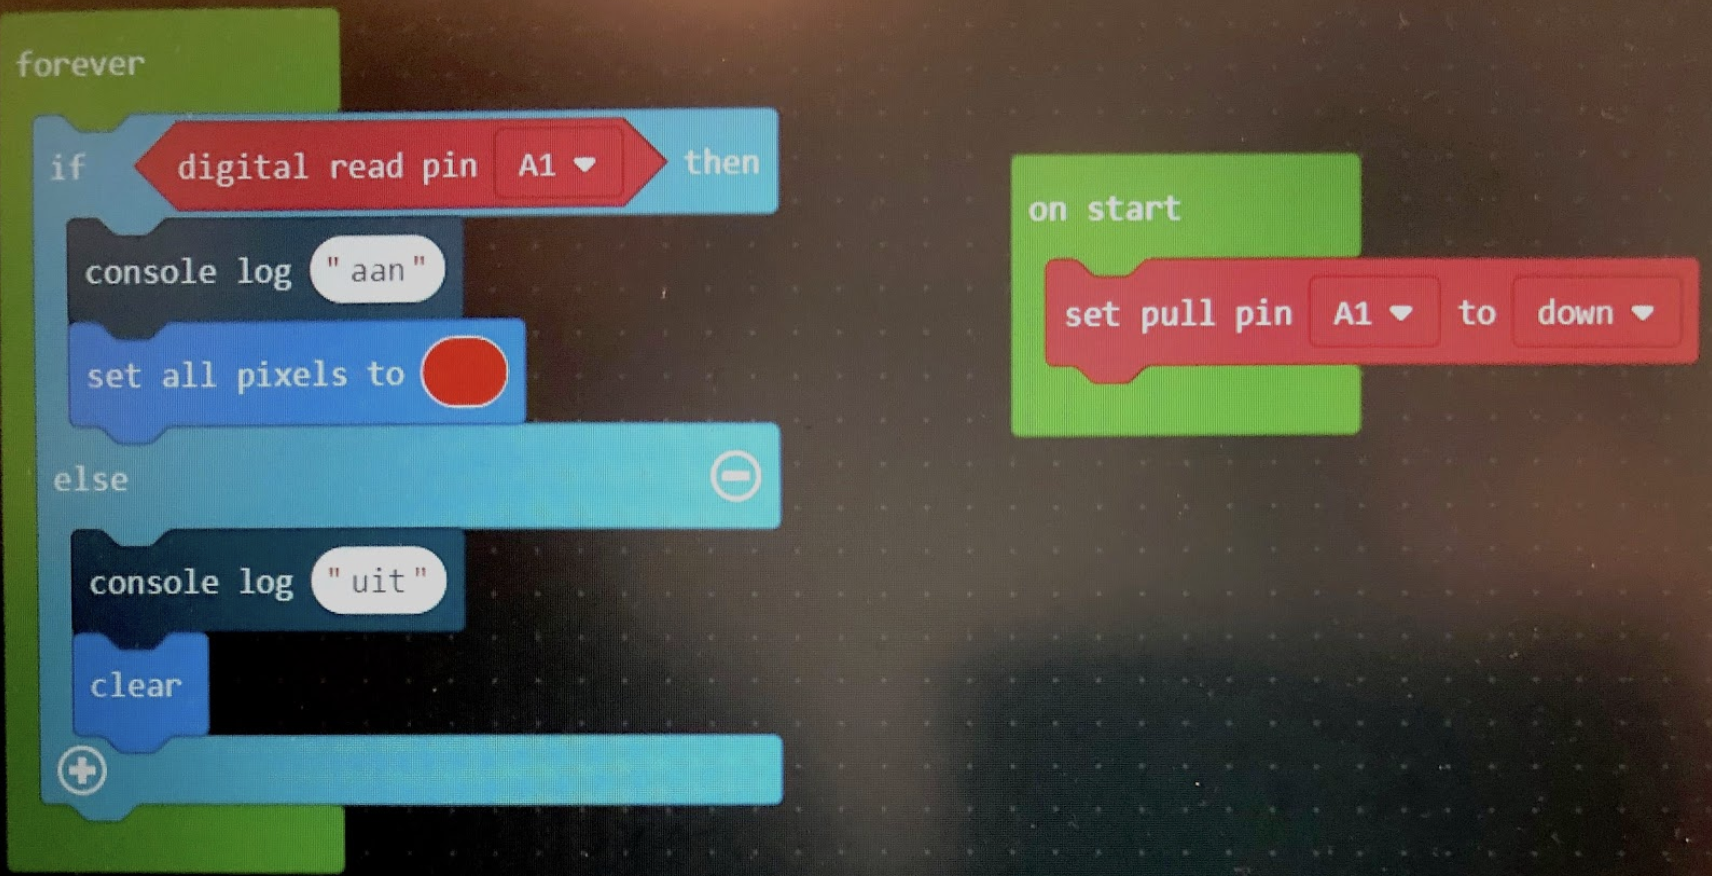 forever
if digital read pin A1 then
console log "aan"
set all pixels to
else
console log "uit"
clear
on start
set pull pin A1 to down